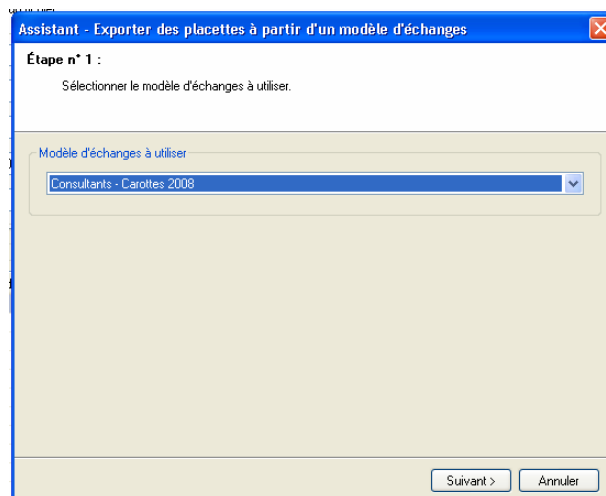 Assistant - Exporter des placettes à partir d'un modèle d'échanges
Étape n° 1 :
Sélectionner le modèle d'échanges à utiliser.
Modèle d'échanges à utiliser
Consultants - Carottes 2008
Suivant >
Annuler